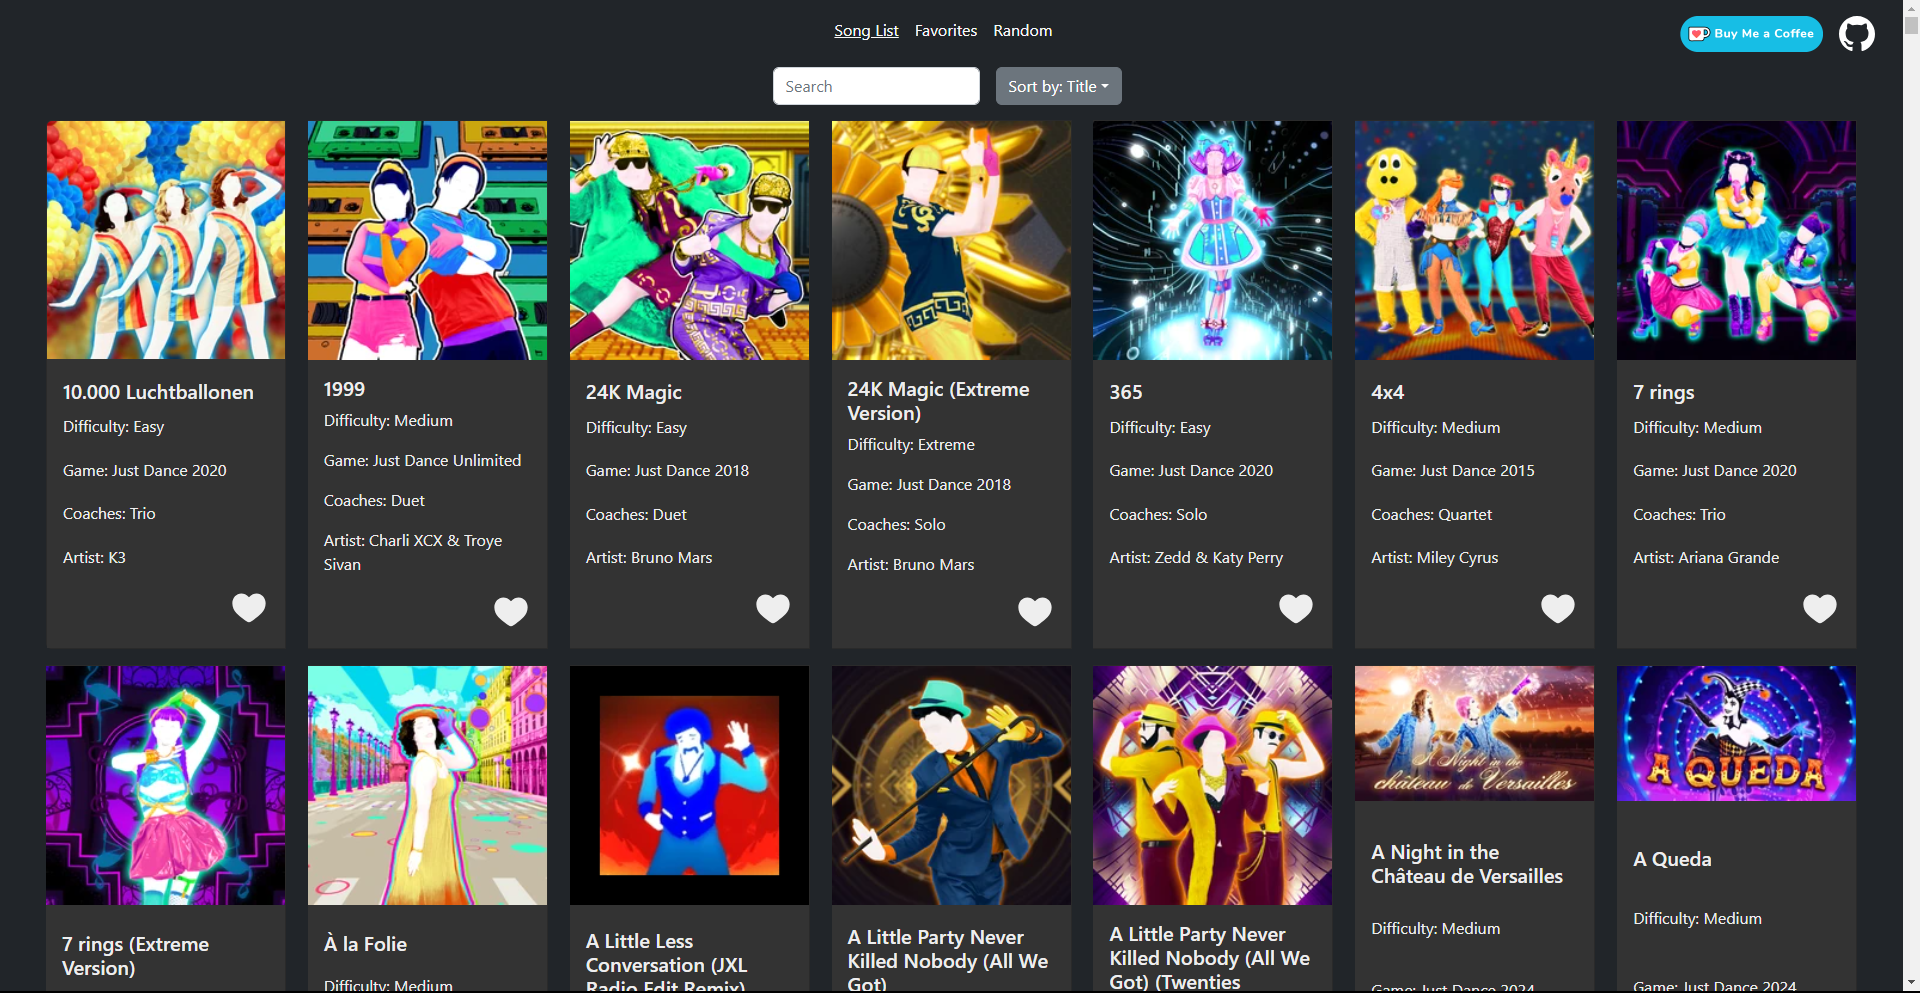 Song List Favorites Random
Buy Me a Coffee
Search
Sort by: Title
10.000 Luchtballonen
Difficulty: Easy
Game: Just Dance 2020
Coaches: Trio
Artist: K3
1999
Difficulty: Medium
Game: Just Dance Unlimited
Coaches: Duet
Artist: Charli XCX & Troye
Sivan
24K Magic
Difficulty: Easy
Game: Just Dance 2018
Coaches: Duet
Artist: Bruno Mars
24K Magic (Extreme
Version)
Difficulty: Extreme
Game: Just Dance 2018
Coaches: Solo
Artist: Bruno Mars
365
Difficulty: Easy
Game: Just Dance 2020
Coaches: Solo
Artist: Zedd & Katy Perry
4x4
Difficulty: Medium
Game: Just Dance 2015
Coaches: Quartet
Artist: Miley Cyrus
7 rings
Difficulty: Medium
Game: Just Dance 2020
Coaches: Trio
Artist: Ariana Grande
7 rings (Extreme
Version)
À la Folie
Difficulty: Medium
A Little Less
Conversation (JXL
Radio Edit Remix)
A Little Party Never
Killed Nobody (All We
Got)
A Little Party Never
Killed Nobody (All We
Got) (Twenties
A Night in the
château de Versailles
A Night in the
Château de Versailles
Difficulty: Medium
Game: Just Dance 2024
A QUEDA
A Queda
Difficulty: Medium
Game: Just Dance 2024